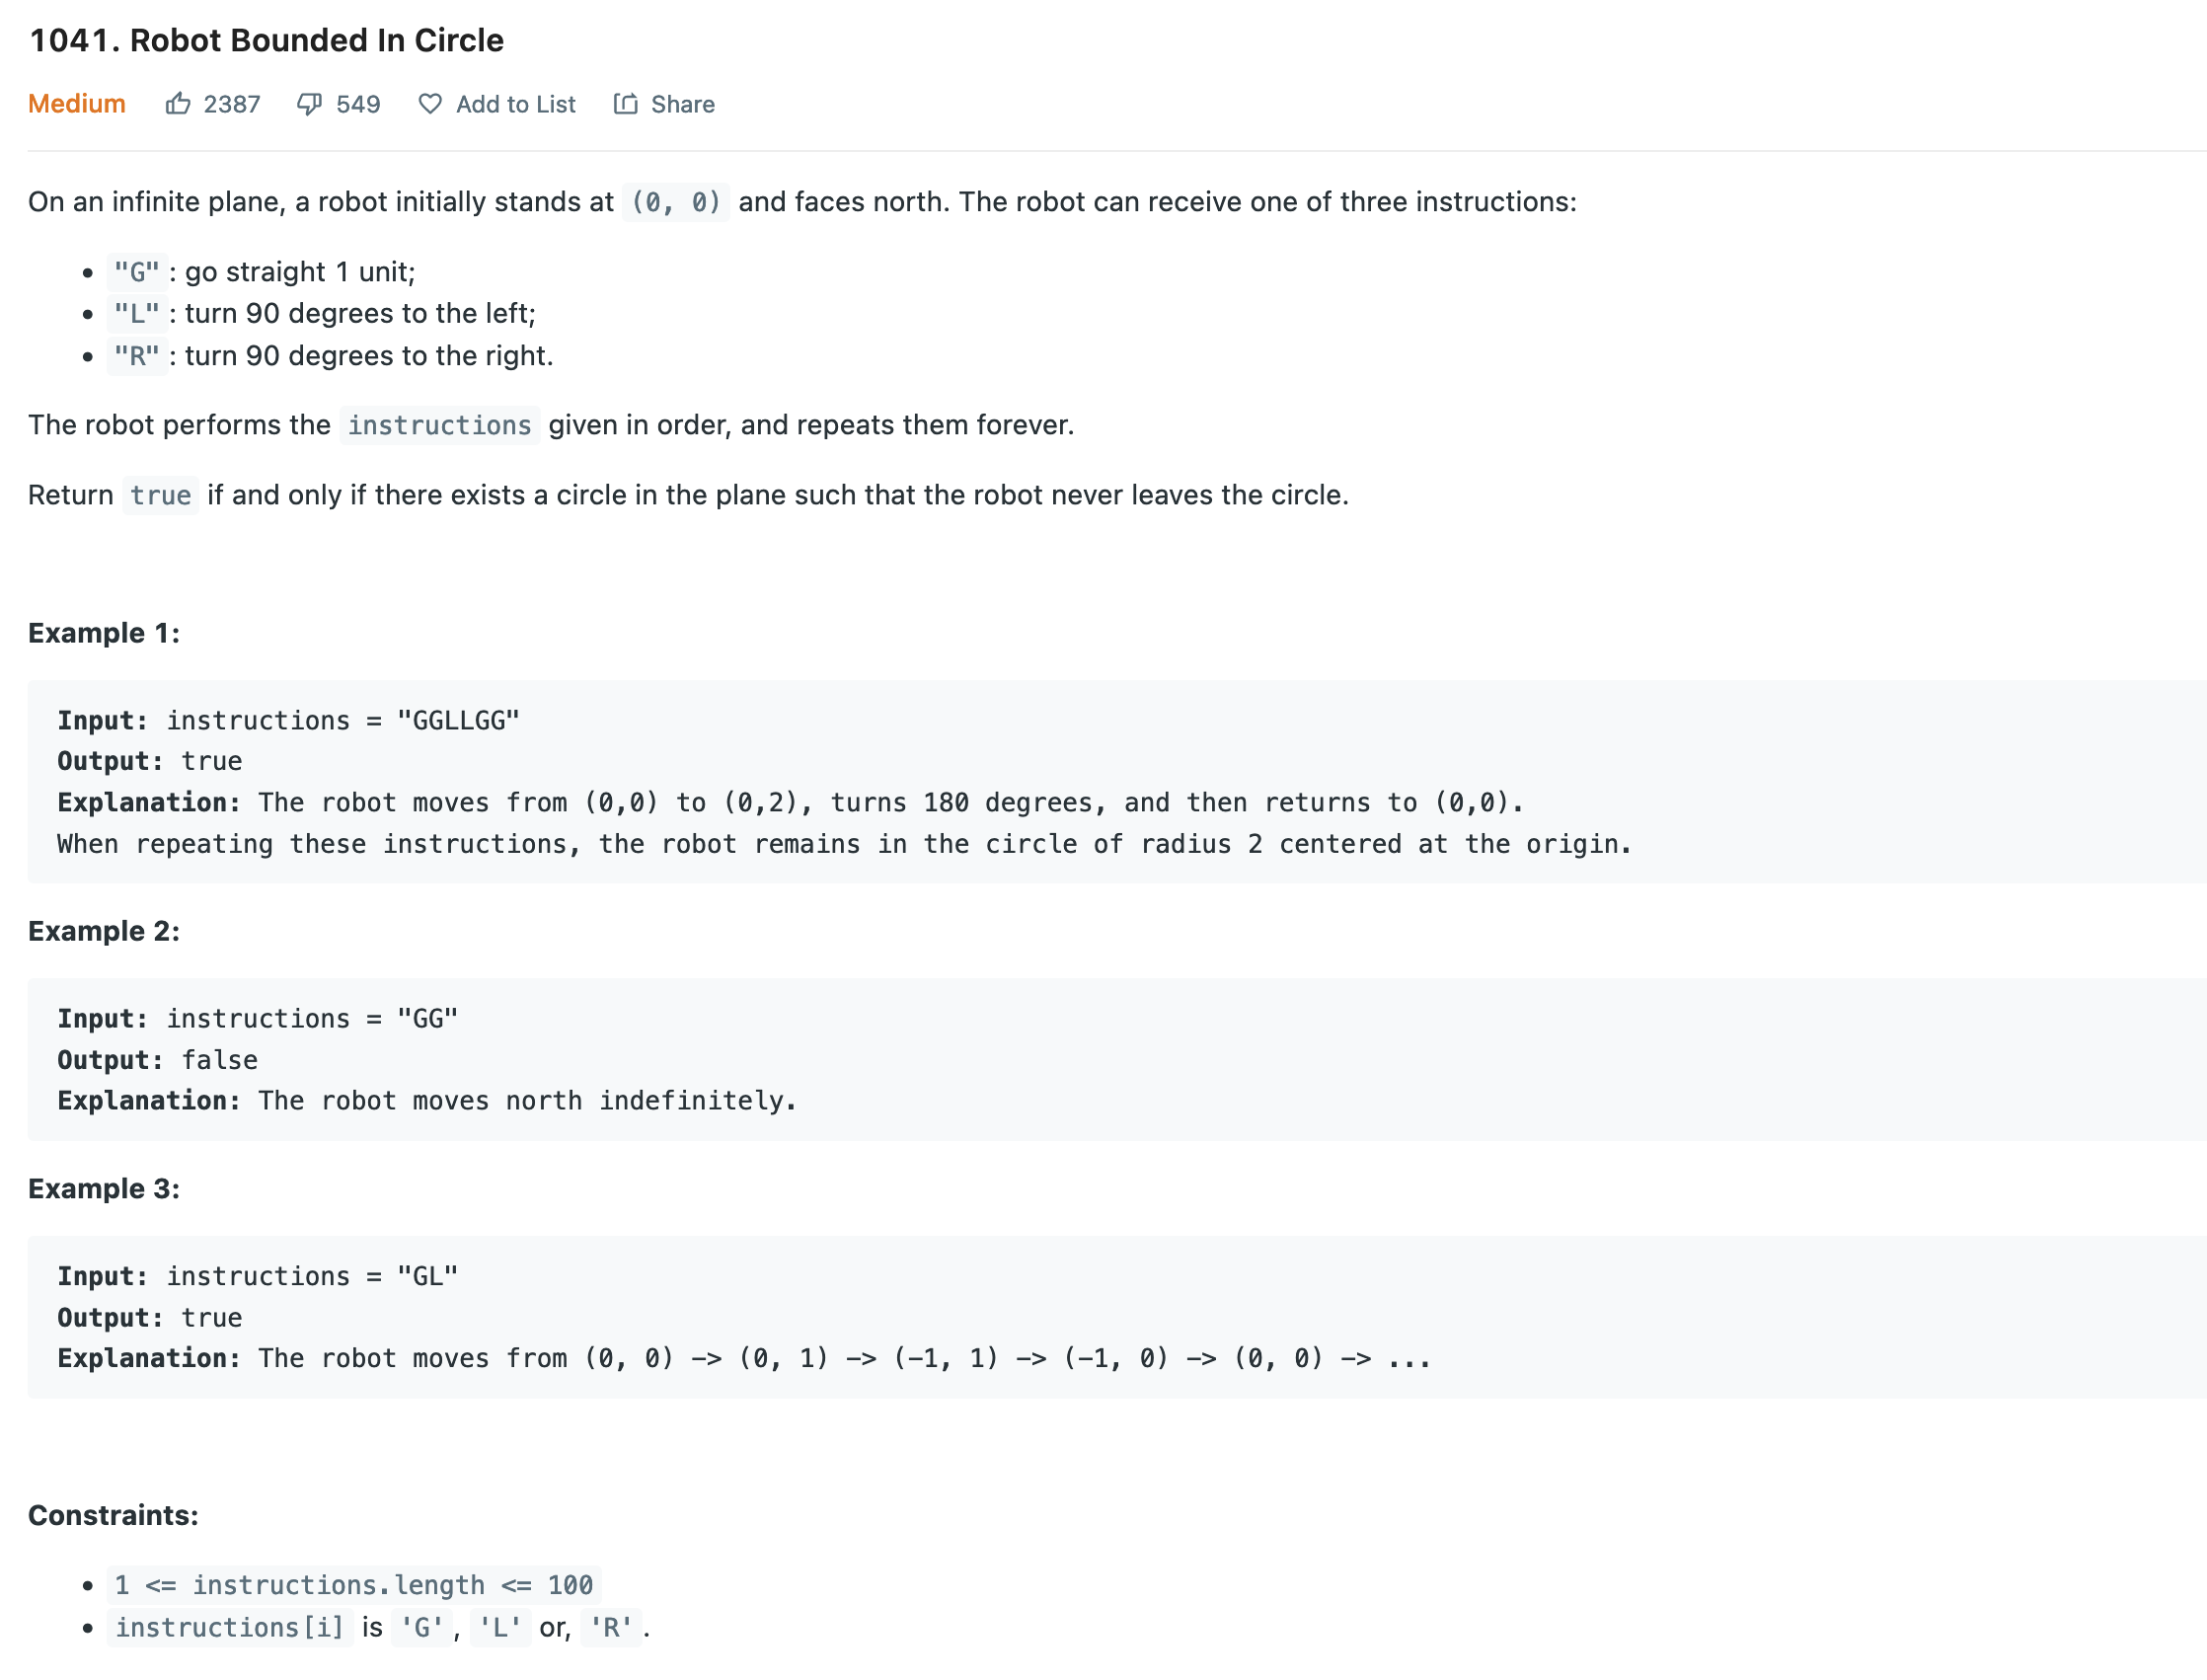 1041. Robot Bounded In Circle
Medium 2387 549 Add to List Share
On an infinite plane, a robot initially stands at (0, 0) and faces north. The robot can receive one of three instructions:
• "G": go straight 1 unit;
• "L": turn 90 degrees to the left;
• "R": turn 90 degrees to the right.
The robot performs the instructions given in order, and repeats them forever.
Return true if and only if there exists a circle in the plane such that the robot never leaves the circle.
Example 1:
Input: instructions = "GGLLGG"
Output: true
Explanation: The robot moves from (0,0) to (0,2), turns 180 degrees, and then returns to (0,0).
When repeating these instructions, the robot remains in the circle of radius 2 centered at the origin.
Example 2:
Input: instructions = "GG"
Output: false
Explanation: The robot moves north indefinitely.
Example 3:
Input: instructions = "GL"
Output: true
Explanation: The robot moves from (0, 0) -> (0, 1) -> (-1, 1) -> (-1, 0) -> (0, 0) -> ...
Constraints:
• 1 <= instructions.length <= 100
• instructions[i] is 'G', 'L' or, 'R'.